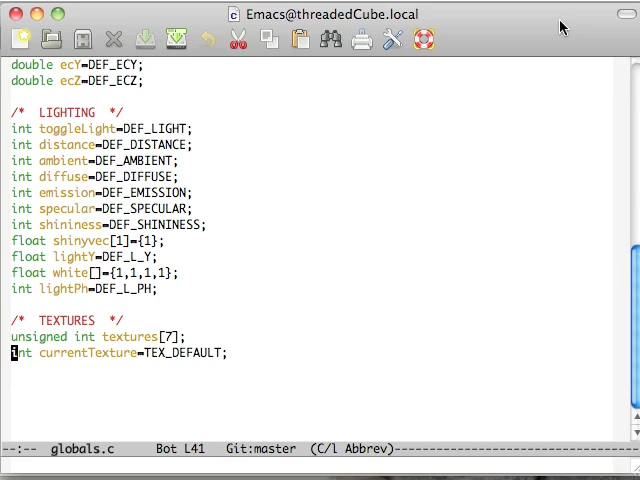 Emacs@threadedCube.local
double ecY=DEF_ECY;
double ecZ=DEF_ECZ;
/*  LIGHTING  */
int toggleLight=DEF_LIGHT;
int distance=DEF_DISTANCE;
int ambient=DEF_AMBIENT;
int diffuse=DEF_DIFFUSE;
int emission=DEF_EMISSION;
int specular=DEF_SPECULAR;
int shininess=DEF_SHININESS;
float shinyvec[1]={1};
float lightY=DEF_L_Y;
float white[]={1,1,1,1};
int lightPh=DEF_L_PH;
/*  TEXTURES  */
unsigned int textures[7];
int currentTexture=TEX_DEFAULT;
--:--  globals.c      Bot L41   Git:master  (C/l Abbrev)-----------------------------------